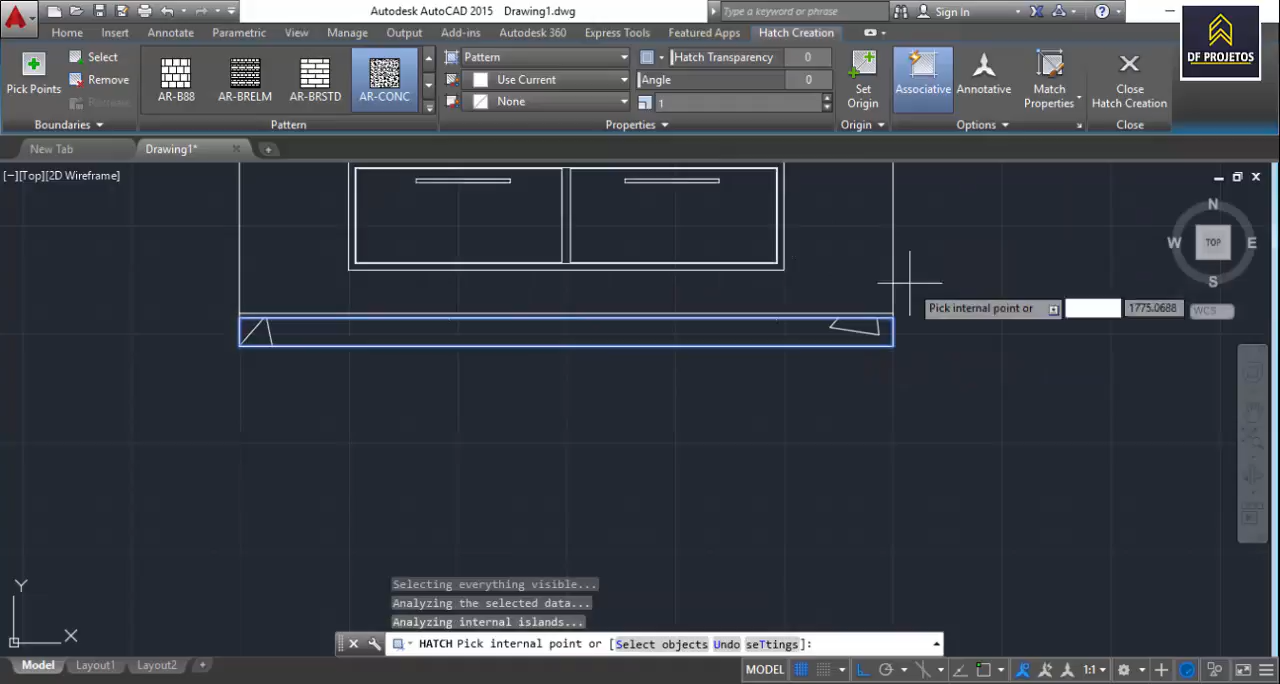 Autodesk AutoCAD 2015 Drawing1.dwg
Type a keyword or phrase
Sign In
Home Insert Annotate Parametric View Manage Output Add-ins Autodesk 360 Express Tools Featured Apps Hatch Creation
DF PROJETOS
Pick Points
Select
Remove
Boundaries
AR-B88
AR-BRELM
AR-BRSTD
AR-CONC
Pattern
Pattern
Use Current
None
Hatch Transparency 0
Angle 0
1
Properties
Set Origin
Origin
Associative
Annotative
Match Properties
Options
Close Hatch Creation
Close
New Tab Drawing1*
[−][Top][2D Wireframe]
N
W TOP E
S
WCS
Pick internal point or 1775.0688
Selecting everything visible...
Analyzing the selected data...
Analyzing internal islands...
Y
X
HATCH Pick internal point or [Select objects Undo seTtings]:
Model Layout1 Layout2 +
MODEL 1:1